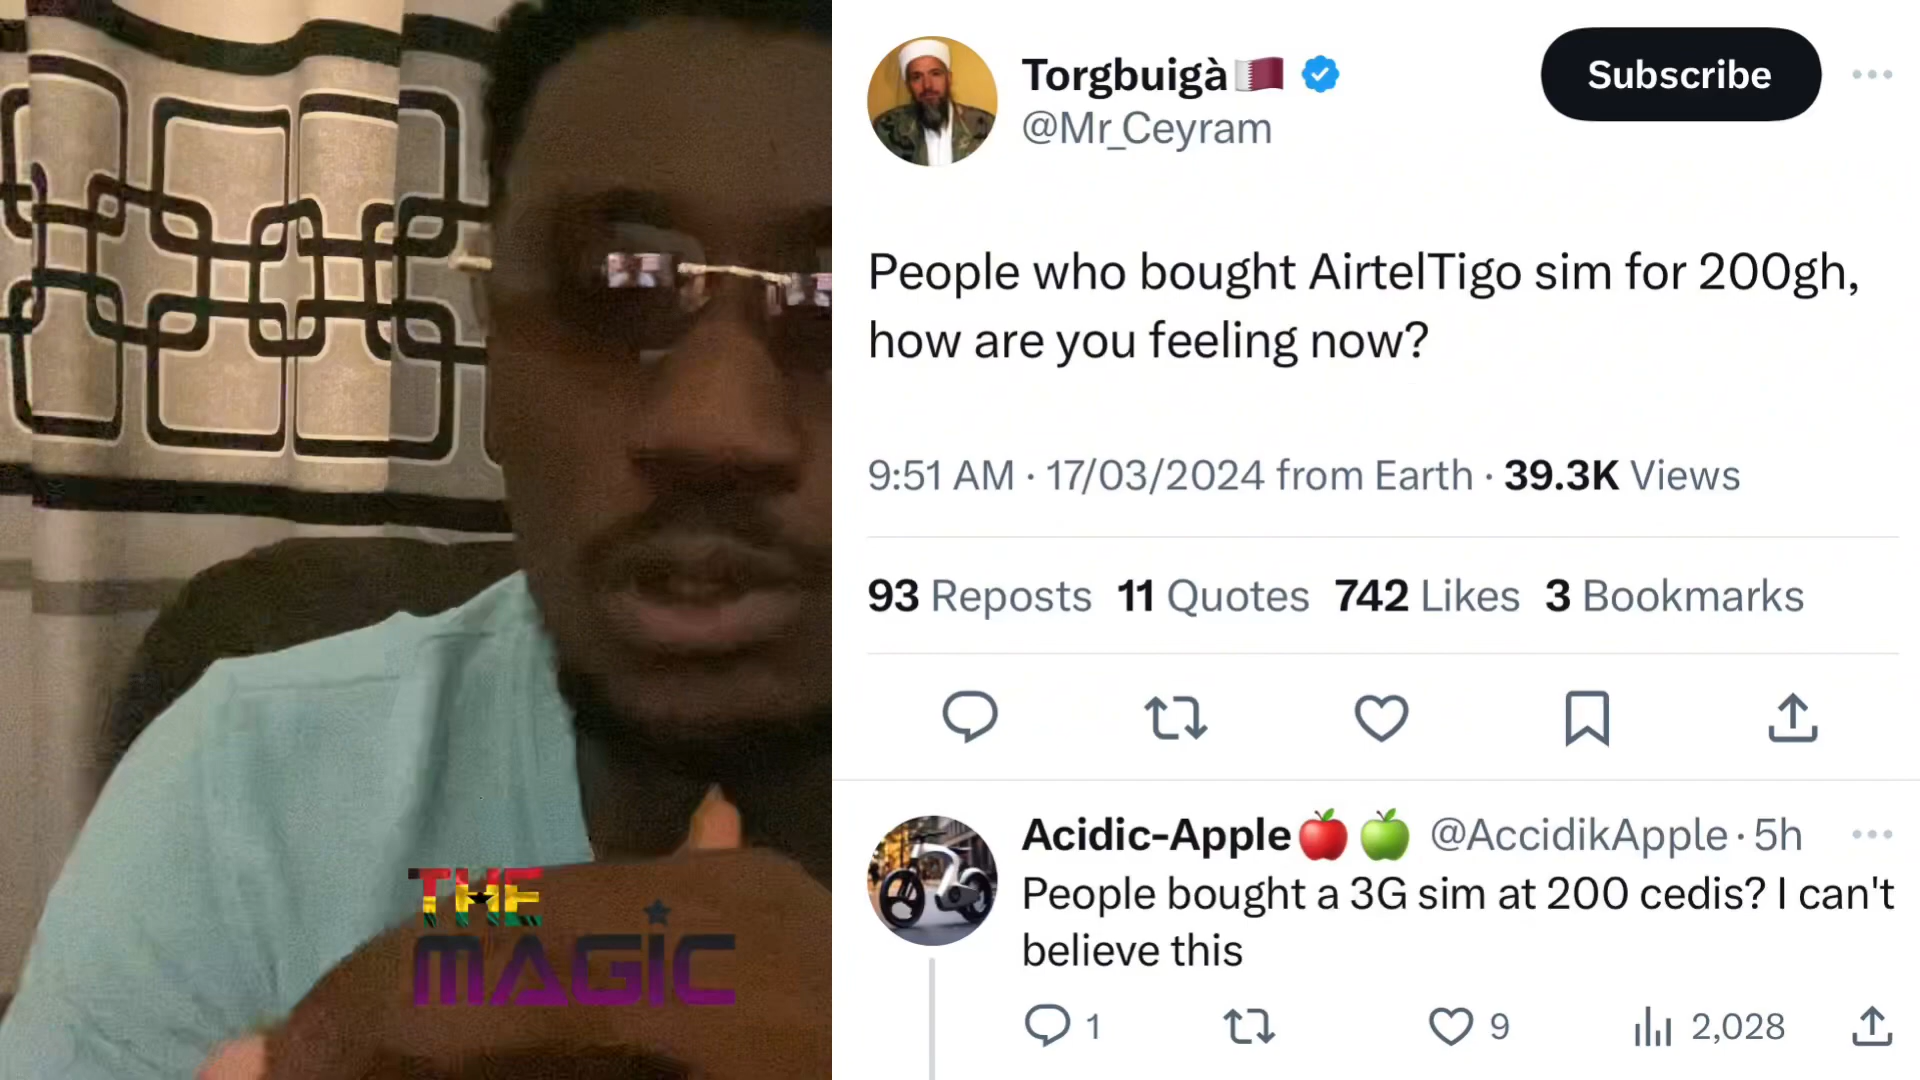 THE
MAGIC
Torgbuigà🇶🇦
@Mr_Ceyram
Subscribe
People who bought AirtelTigo sim for 200gh,
how are you feeling now?
9:51 AM · 17/03/2024 from Earth · 39.3K Views
93 Reposts 11 Quotes 742 Likes 3 Bookmarks
Acidic-Apple🍎🍏 @AccidikApple · 5h
People bought a 3G sim at 200 cedis? I can't
believe this
1 9 2,028